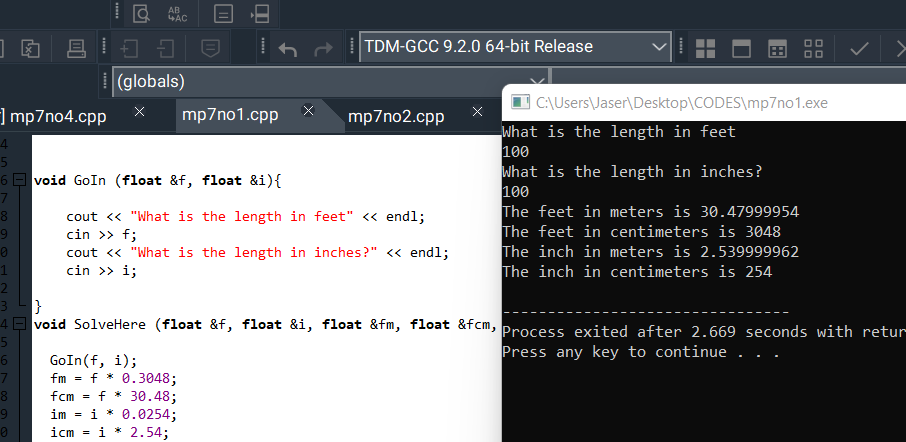 AB
AC
TDM-GCC 9.2.0 64-bit Release
(globals)
] mp7no4.cpp
mp7no1.cpp
mp7no2.cpp
4
5
6 void GoIn (float &f, float &i){
7
8 cout << "What is the length in feet" << endl;
9 cin >> f;
0 cout << "What is the length in inches?" << endl;
1 cin >> i;
2
3 }
4 void SolveHere (float &f, float &i, float &fm, float &fcm,
5
6 GoIn(f, i);
7 fm = f * 0.3048;
8 fcm = f * 30.48;
9 im = i * 0.0254;
0 icm = i * 2.54;
C:\Users\Jaser\Desktop\CODES\mp7no1.exe
What is the length in feet
100
What is the length in inches?
100
The feet in meters is 30.47999954
The feet in centimeters is 3048
The inch in meters is 2.539999962
The inch in centimeters is 254
--------------------------------
Process exited after 2.669 seconds with retur
Press any key to continue . . .